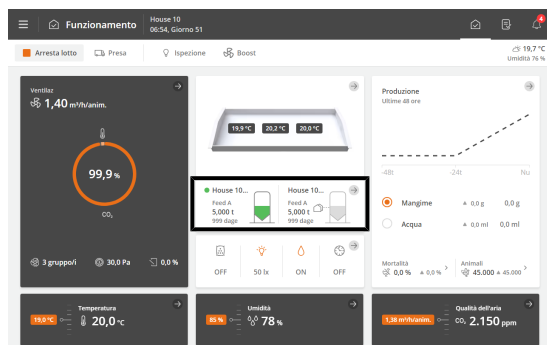 Funzionamento
House 10
06:54, Giorno 51
4
Arresta lotto
Presa
Ispezione
Boost
19,7 °C
Umidità 76 %
Ventilaz
1,40 m³/h/anim.
99,9 %
CO₂
3 gruppo/i
30,0 Pa
0,0 %
19,9 °C
20,2 °C
20,0 °C
House 10...
Feed A
5,000 t
999 dage
House 10...
Feed A
5,000 t
999 dage
OFF
50 lx
ON
OFF
Produzione
Ultime 48 ore
-48t
-24t
Nu
Mangime
0,0 g
0,0 g
Acqua
0,0 ml
0,0 ml
Mortalità
0,0 %
0,0 %
Animali
45.000
45.000
19,0 °C
Temperatura
20,0 °C
85 %
Umidità
78 %
1,38 m³/h/anim.
Qualità dell'aria
CO₂ 2.150 ppm